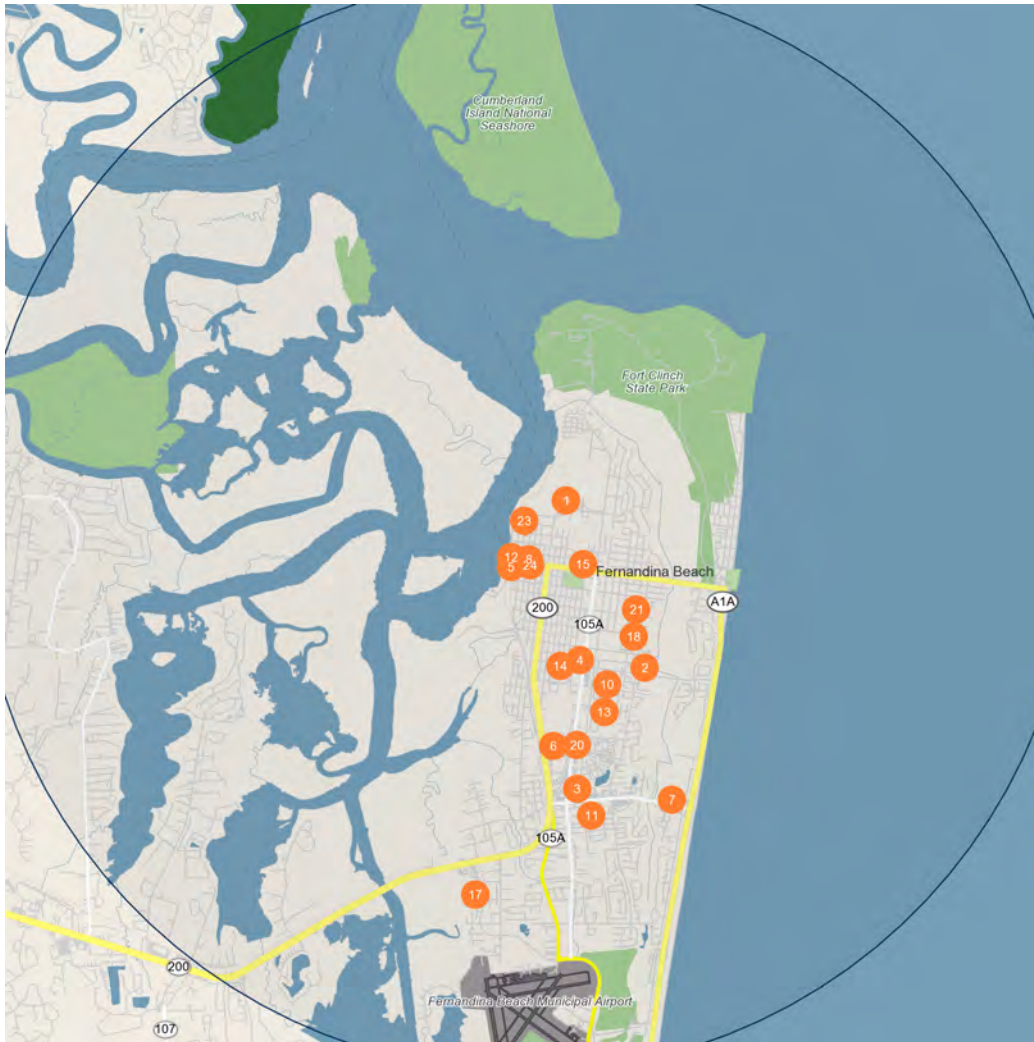 Cumberland
Island National
Seashore
Fort Clinch
State Park
1
23
12
8
5
24
15
Fernandina Beach
A1A
200
21
105A
18
4
14
2
10
13
6
20
3
7
11
105A
17
200
Fernandina Beach Municipal Airport
107